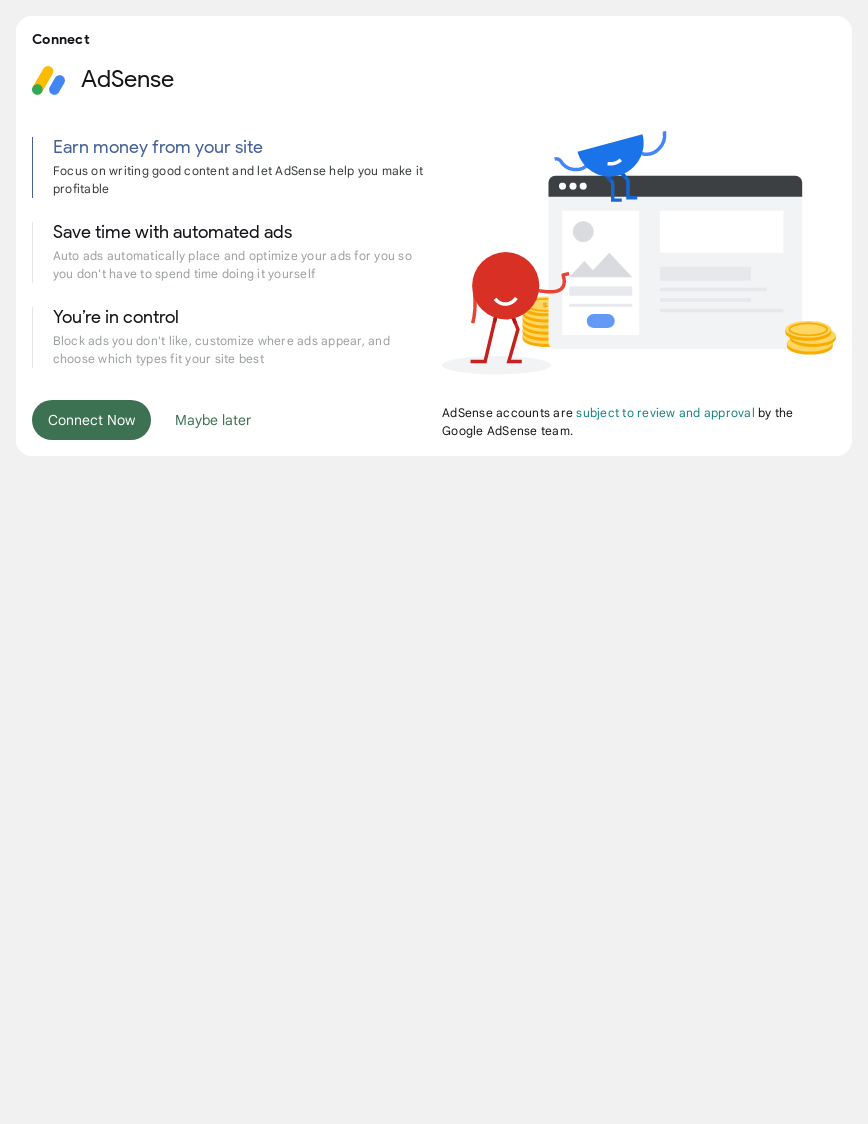 Connect
AdSense
Earn money from your site
Focus on writing good content and let AdSense help you make it
profitable
Save time with automated ads
Auto ads automatically place and optimize your ads for you so
you don't have to spend time doing it yourself
You’re in control
Block ads you don't like, customize where ads appear, and
choose which types fit your site best
Connect Now
Maybe later
AdSense accounts are subject to review and approval by the
Google AdSense team.